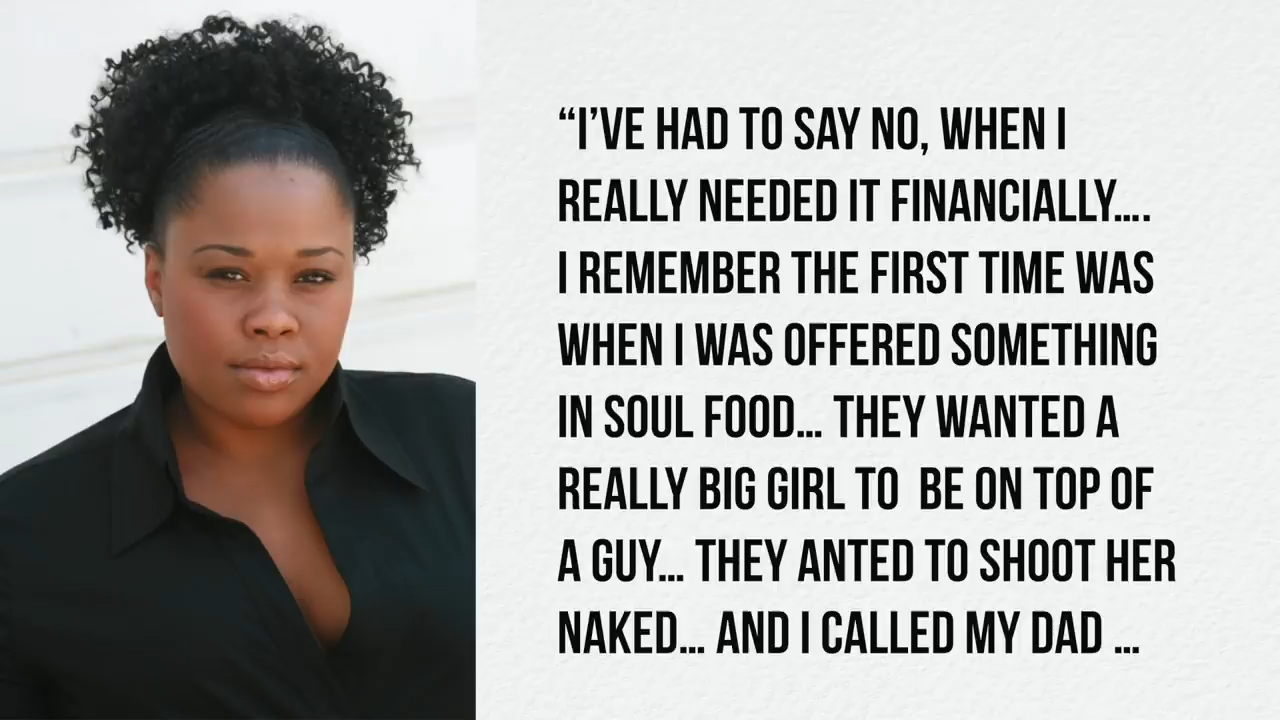 “I’VE HAD TO SAY NO, WHEN I
REALLY NEEDED IT FINANCIALLY....
I REMEMBER THE FIRST TIME WAS
WHEN I WAS OFFERED SOMETHING
IN SOUL FOOD... THEY WANTED A
REALLY BIG GIRL TO  BE ON TOP OF
A GUY... THEY ANTED TO SHOOT HER
NAKED... AND I CALLED MY DAD ...